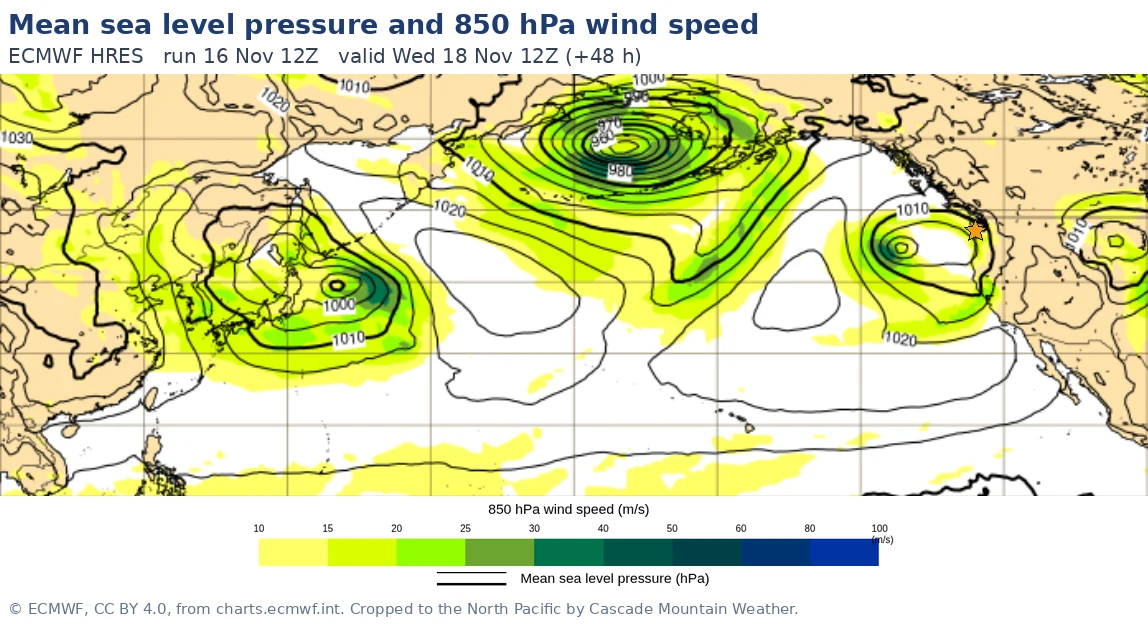 Mean sea level pressure and 850 hPa wind speed
ECMWF HRES run 16 Nov 12Z valid Wed 18 Nov 12Z (+48 h)
1000
1010
990
1020
970
1030
960
980
1010
1020
1010
1010
1000
1010
1020
850 hPa wind speed (m/s)
10 15 20 25 30 40 50 60 80 100
(m/s)
Mean sea level pressure (hPa)
© ECMWF, CC BY 4.0, from charts.ecmwf.int. Cropped to the North Pacific by Cascade Mountain Weather.